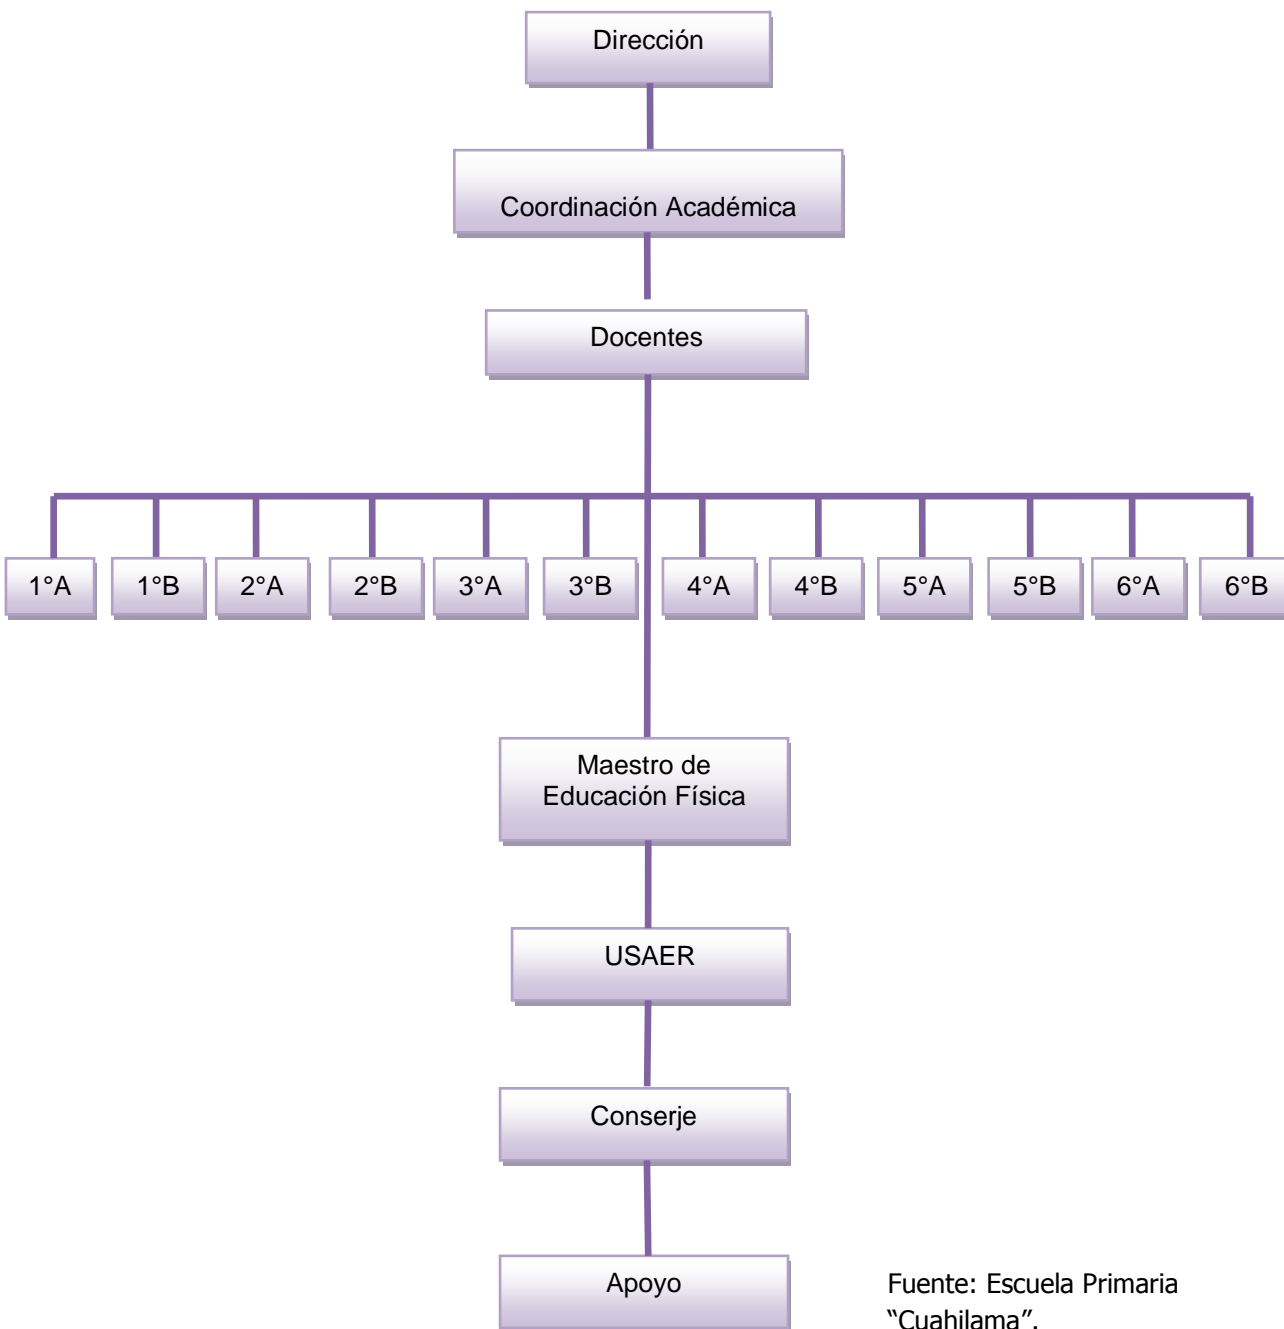 Dirección
Coordinación Académica
Docentes
1°A
1°B
2°A
2°B
3°A
3°B
4°A
4°B
5°A
5°B
6°A
6°B
Maestro de
Educación Física
USAER
Conserje
Apoyo
Fuente: Escuela Primaria
“Cuahilama”.